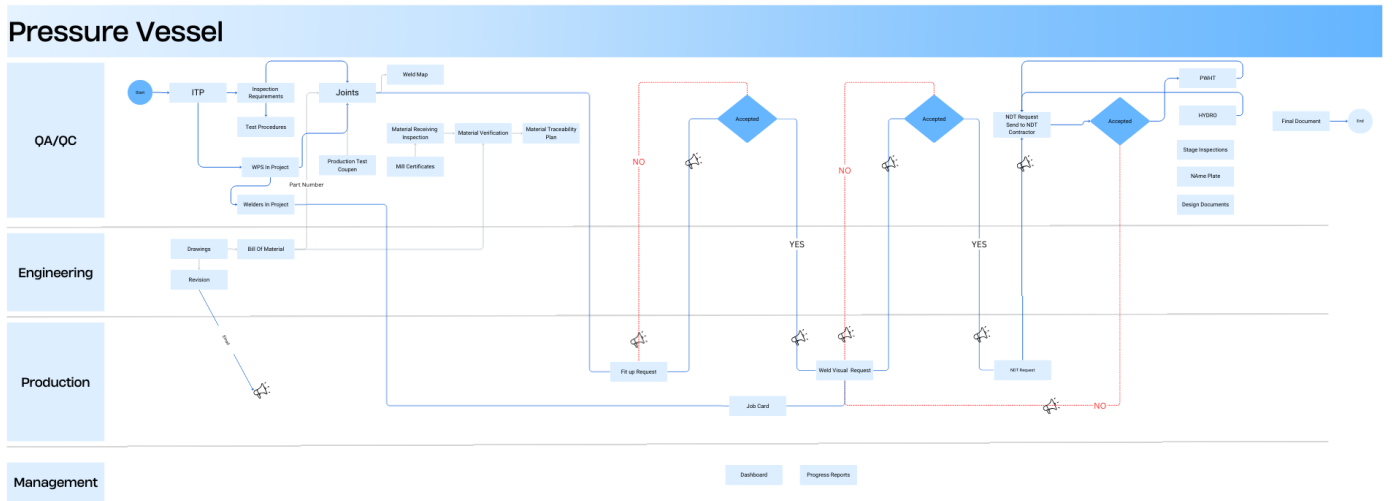 Pressure Vessel
QA/QC
Start
ITP
Inspection
Requirements
Test Procedures
WPS In Project
Part Number
Welders In Project
Joints
Weld Map
Production Test
Coupen
Material Receiving
Inspection
Mill Certificates
Material Verification
Material Traceability
Plan
NO
Accepted
YES
NO
Accepted
YES
NDT Request
Send to NDT
Contractor
Accepted
PWHT
HYDRO
Stage Inspections
NAme Plate
Design Documents
Final Document
End
Engineering
Drawings
Bill Of Material
Revision
Email
Production
Fit up Request
Weld Visual Request
NDT Request
Job Card
NO
Management
Dashboard
Progress Reports